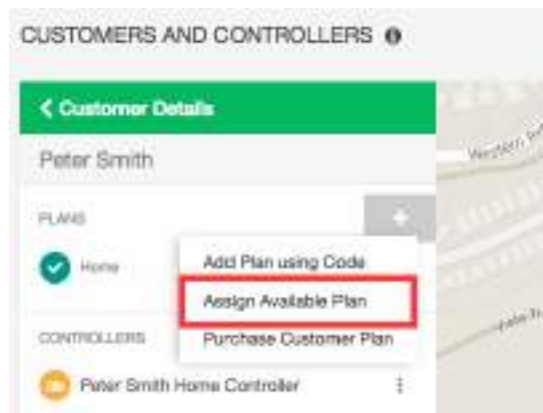 CUSTOMERS AND CONTROLLERS
< Customer Details
Peter Smith
PLANS
+
Home
Add Plan using Code
Assign Available Plan
CONTROLLERS
Purchase Customer Plan
Peter Smith Home Controller
Western